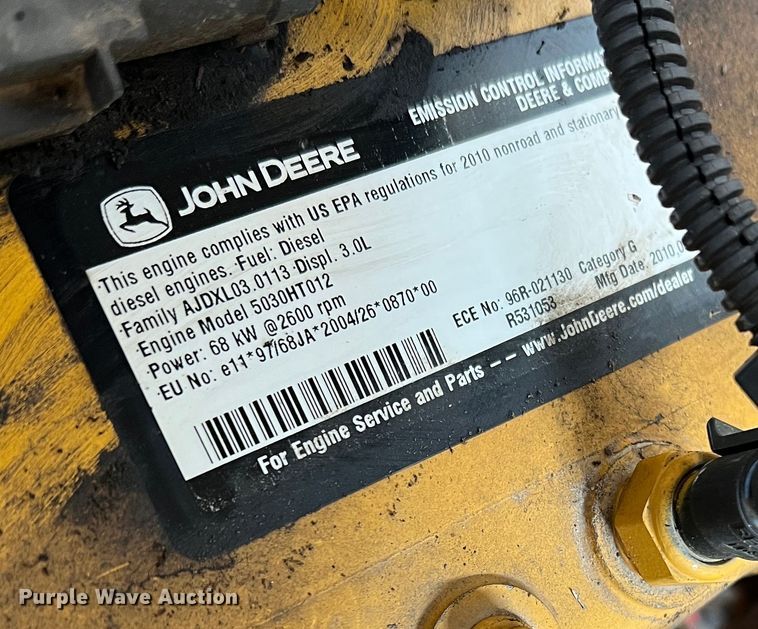 EMISSION CONTROL
DEERE &
JOHN DEERE
This engine complies with US EPA regulations for 2010 nonroad and stationary
diesel engines. Fuel: Diesel
Family AJDXL03.0113 Displ. 3.0L
Engine Model 5030HT012
Power: 68 kW @2600 rpm
EU No: e11*97/68JA*2004/26*0870*00
ECE No: 96R-021130 Category G
R531053 Mfg Date: 2010
For Engine Service and Parts -- www.JohnDeere.com/dealer
Purple Wave Auction